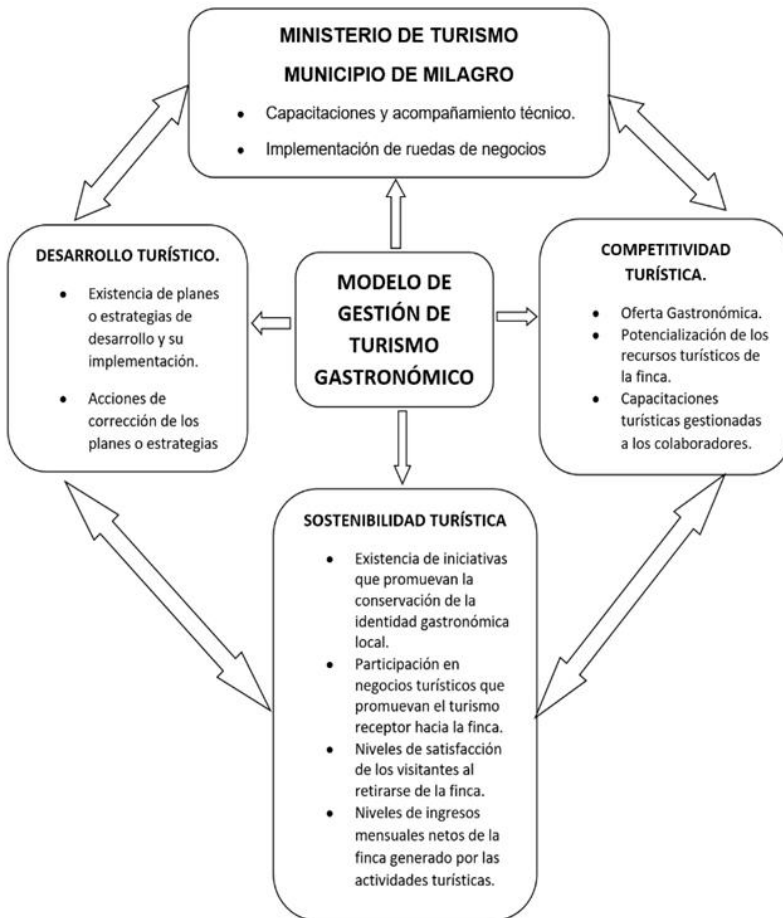 MINISTERIO DE TURISMO
MUNICIPIO DE MILAGRO
• Capacitaciones y acompañamiento técnico.
• Implementación de ruedas de negocios
DESARROLLO TURÍSTICO.
• Existencia de planes
o estrategias de
desarrollo y su
implementación.
• Acciones de
corrección de los
planes o estrategias
MODELO DE
GESTIÓN DE
TURISMO
GASTRONÓMICO
COMPETITIVIDAD
TURÍSTICA.
• Oferta Gastronómica.
• Potencialización de los
recursos turísticos de
la finca.
• Capacitaciones
turísticas gestionadas
a los colaboradores.
SOSTENIBILIDAD TURÍSTICA
• Existencia de iniciativas
que promuevan la
conservación de la
identidad gastronómica
local.
• Participación en
negocios turísticos que
promuevan el turismo
receptor hacia la finca.
• Niveles de satisfacción
de los visitantes al
retirarse de la finca.
• Niveles de ingresos
mensuales netos de la
finca generado por las
actividades turísticas.